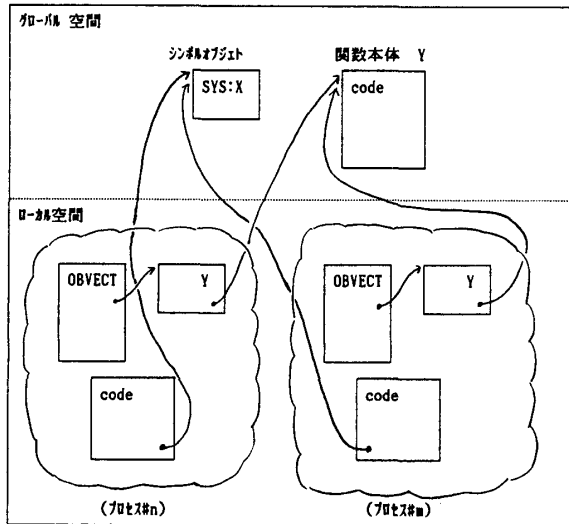 グローバル 空間
シンボルオブジェト
関数本体 Y
SYS:X
code
ローカル空間
OBVECT
Y
OBVECT
Y
code
code
(プロセス#n)
(プロセス#m)